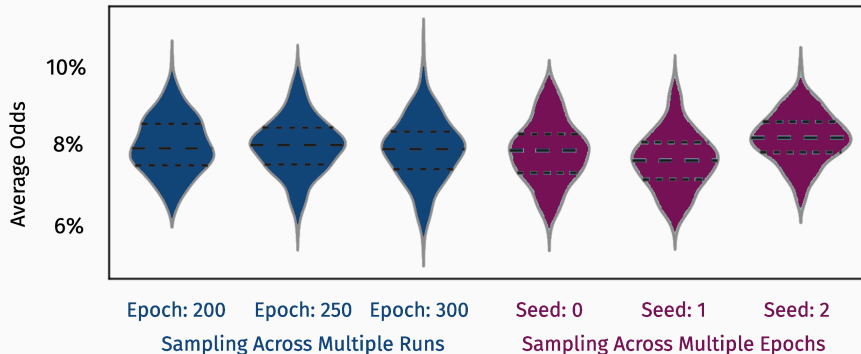 Average Odds
10%
8%
6%
Epoch: 200 Epoch: 250 Epoch: 300 Seed: 0 Seed: 1 Seed: 2
Sampling Across Multiple Runs Sampling Across Multiple Epochs